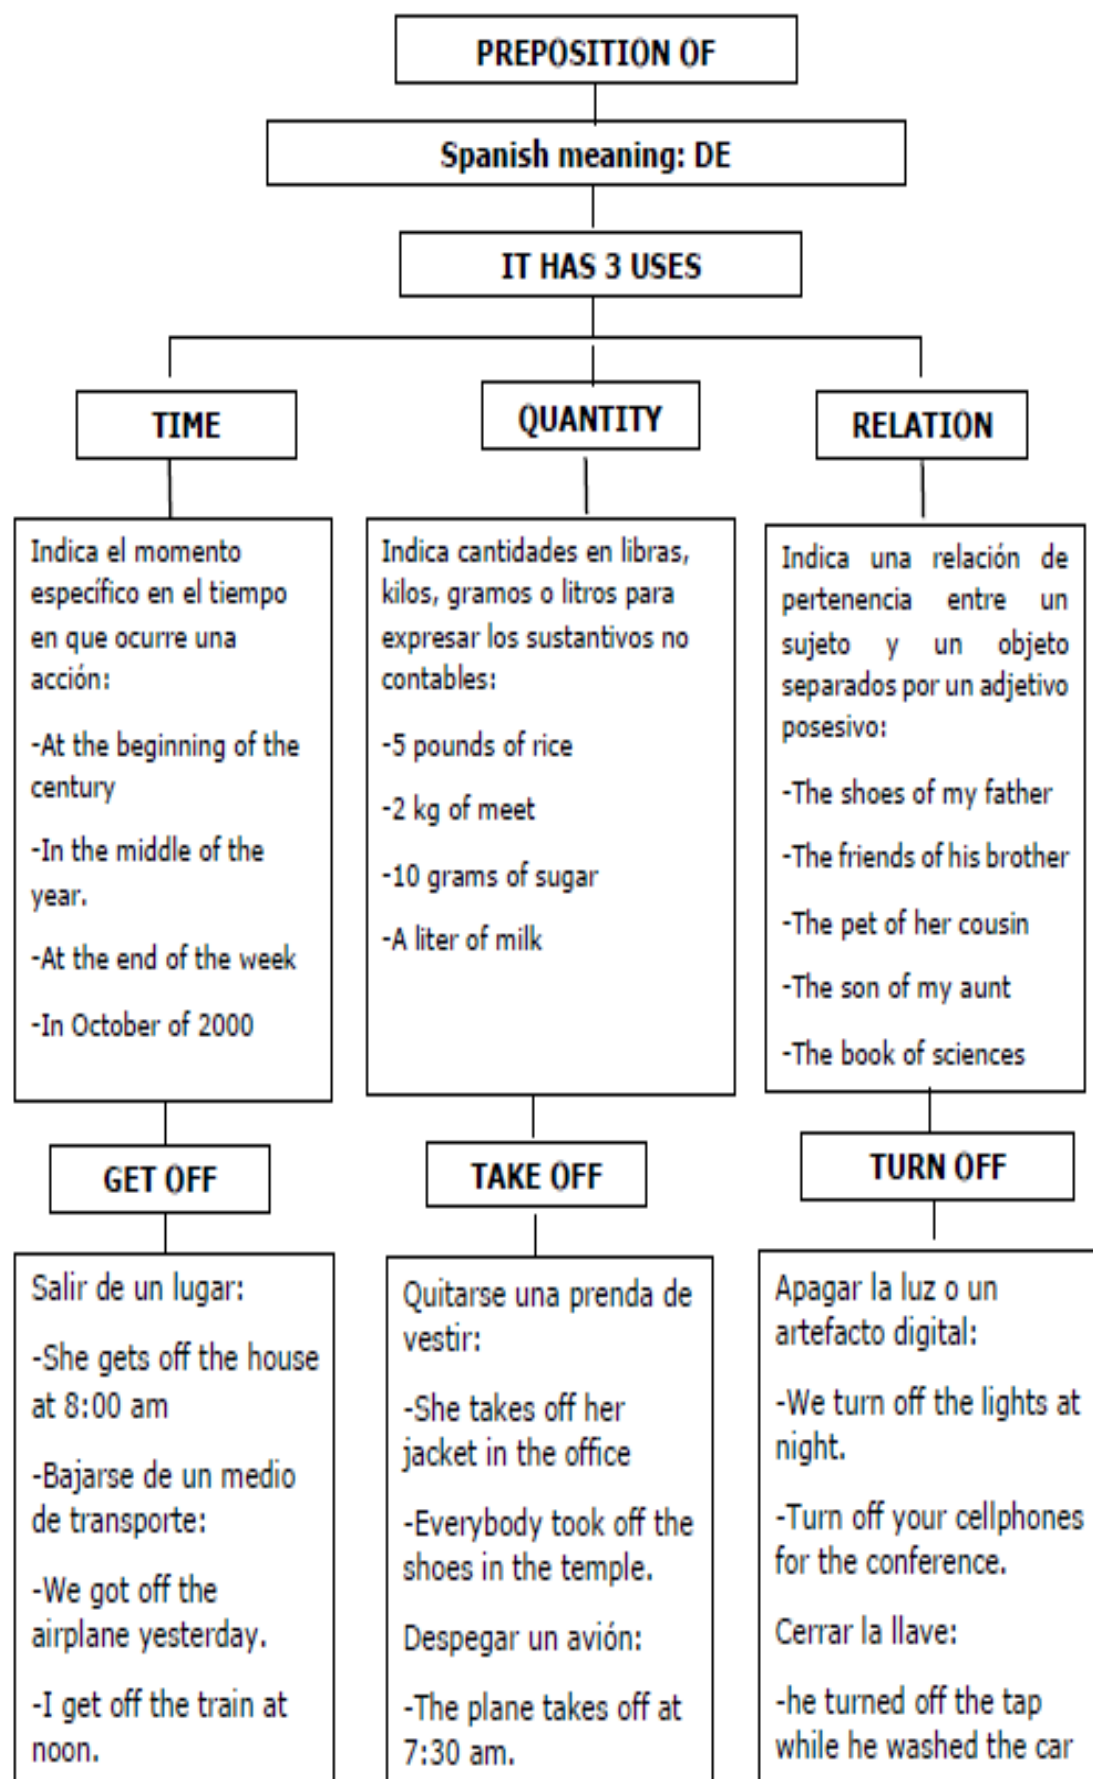 PREPOSITION OF
Spanish meaning: DE
IT HAS 3 USES
TIME
Indica el momento
específico en el tiempo
en que ocurre una
acción:
-At the beginning of the
century
-In the middle of the
year.
-At the end of the week
-In October of 2000
QUANTITY
Indica cantidades en libras,
kilos, gramos o litros para
expresar los sustantivos no
contables:
-5 pounds of rice
-2 kg of meet
-10 grams of sugar
-A liter of milk
RELATION
Indica una relación de
pertenencia entre un
sujeto y un objeto
separados por un adjetivo
posesivo:
-The shoes of my father
-The friends of his brother
-The pet of her cousin
-The son of my aunt
-The book of sciences
GET OFF
Salir de un lugar:
-She gets off the house
at 8:00 am
-Bajarse de un medio
de transporte:
-We got off the
airplane yesterday.
-I get off the train at
noon.
TAKE OFF
Quitarse una prenda de
vestir:
-She takes off her
jacket in the office
-Everybody took off the
shoes in the temple.
Despegar un avión:
-The plane takes off at
7:30 am.
TURN OFF
Apagar la luz o un
artefacto digital:
-We turn off the lights at
night.
-Turn off your cellphones
for the conference.
Cerrar la llave:
-he turned off the tap
while he washed the car